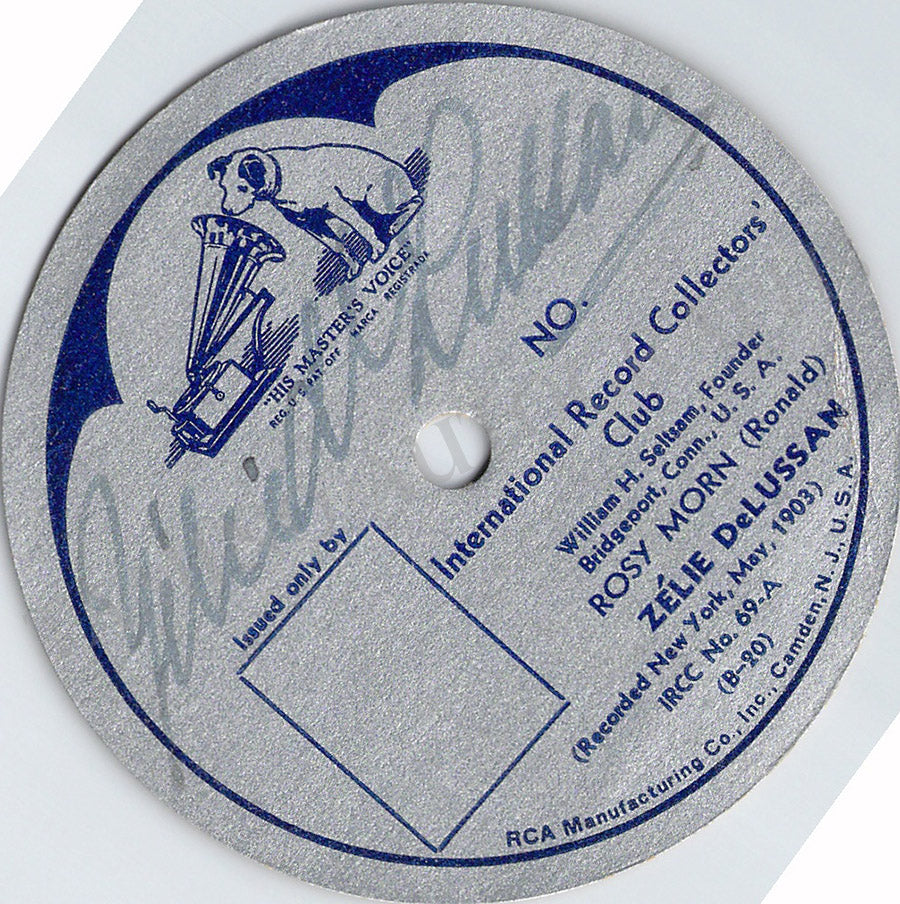 "HIS MASTER'S VOICE"
REG. U. S. PAT. OFF. MARCA REGISTRADA
NO.
Issued only by
International Record Collectors'
Club
William H. Seltsam, Founder
Bridgeport, Conn., U. S. A.
ROSY MORN (Ronald)
ZÉLIE DeLUSSAN
(Recorded New York, May, 1903)
IRCC No. 69-A
(B-20)
RCA Manufacturing Co., Inc., Camden, N. J., U. S. A.